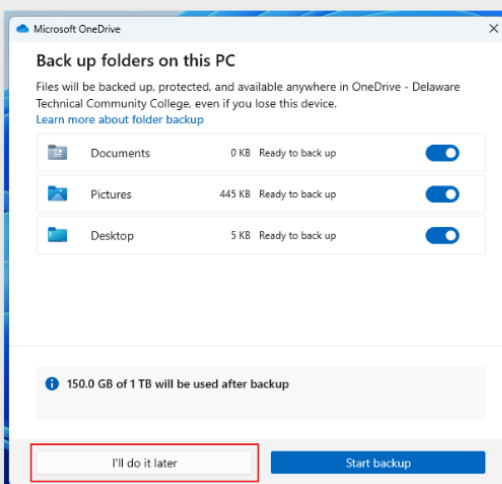 Microsoft OneDrive
Back up folders on this PC
Files will be backed up, protected, and available anywhere in OneDrive - Delaware
Technical Community College, even if you lose this device.
Learn more about folder backup
Documents 0 KB Ready to back up
Pictures 445 KB Ready to back up
Desktop 5 KB Ready to back up
150.0 GB of 1 TB will be used after backup
I'll do it later Start backup